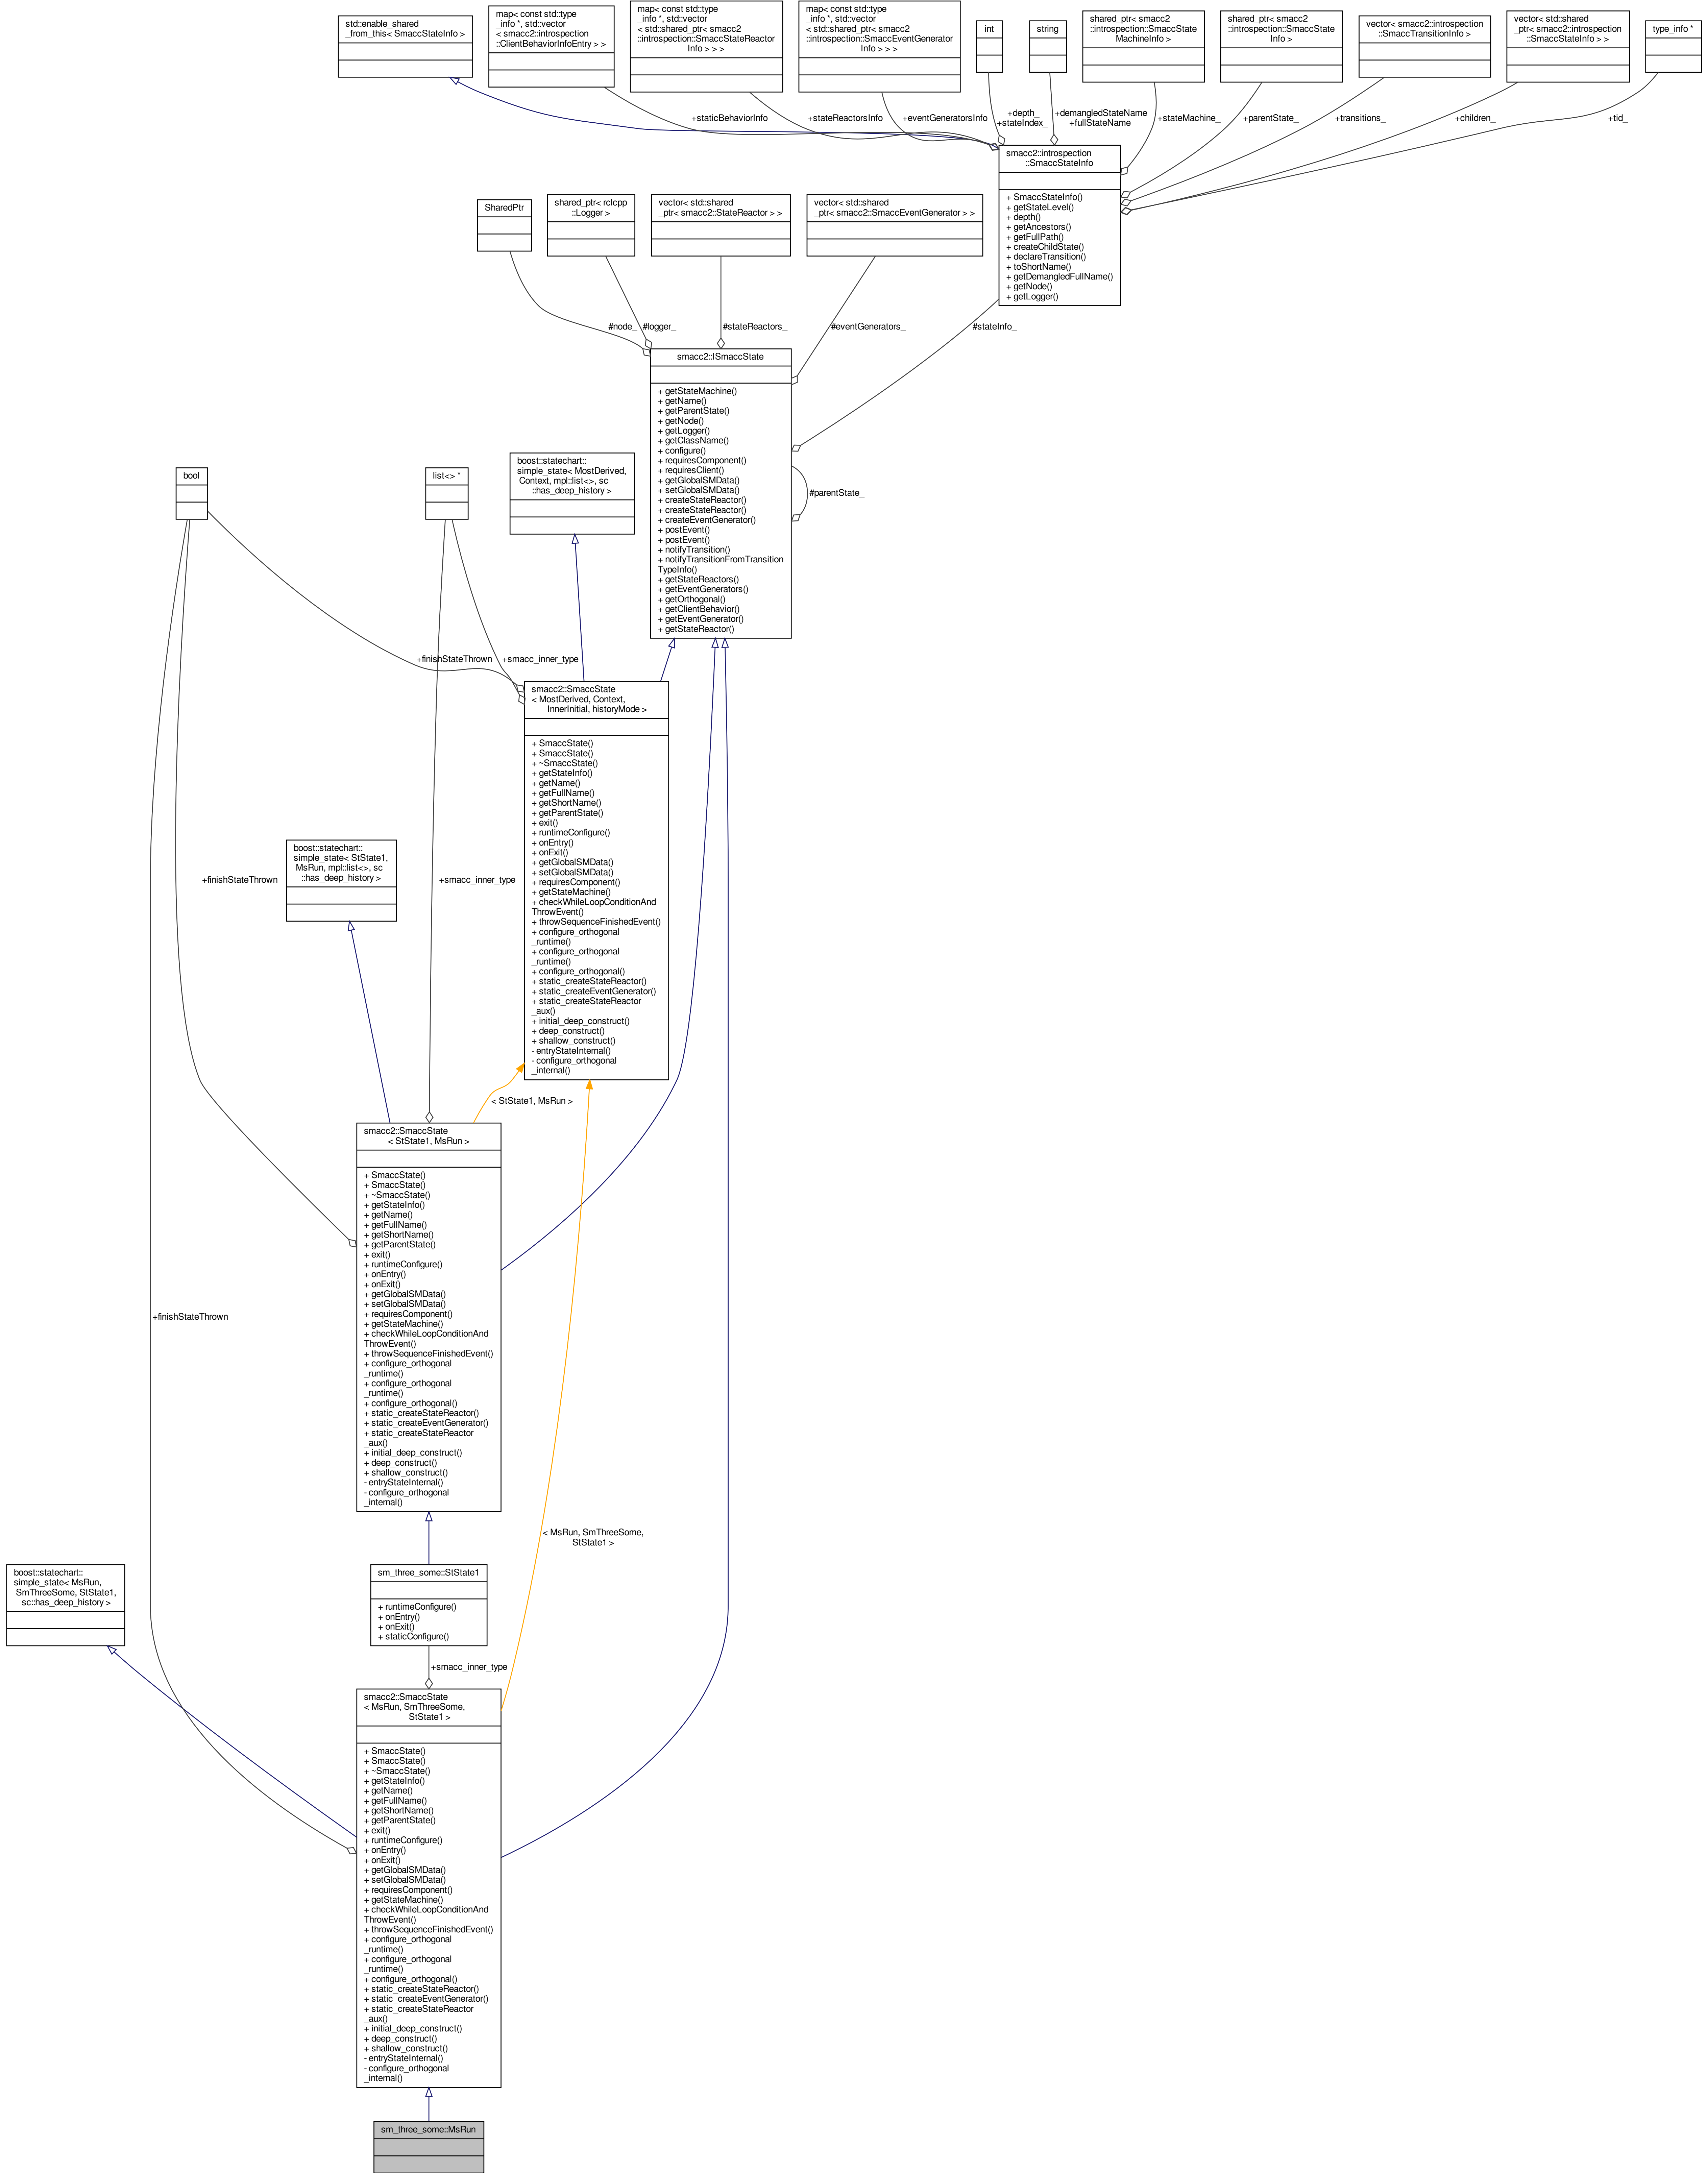 std::enable_shared
_from_this< SmaccStateInfo >
map< const std::type
_info *, std::vector
< smacc2::introspection
::ClientBehaviorInfoEntry > >
map< const std::type
_info *, std::vector
< std::shared_ptr< smacc2
::introspection::SmaccStateReactor
Info > > >
map< const std::type
_info *, std::vector
< std::shared_ptr< smacc2
::introspection::SmaccEventGenerator
Info > > >
int
string
shared_ptr< smacc2
::introspection::SmaccState
MachineInfo >
shared_ptr< smacc2
::introspection::SmaccState
Info >
vector< smacc2::introspection
::SmaccTransitionInfo >
vector< std::shared
_ptr< smacc2::introspection
::SmaccStateInfo > >
type_info *
+staticBehaviorInfo
+stateReactorsInfo
+eventGeneratorsInfo
+depth_
+stateIndex_
+demangledStateName
+fullStateName
+stateMachine_
+parentState_
+transitions_
+children_
+tid_
smacc2::introspection
::SmaccStateInfo
+ SmaccStateInfo()
+ getStateLevel()
+ depth()
+ getAncestors()
+ getFullPath()
+ createChildState()
+ declareTransition()
+ toShortName()
+ getDemangledFullName()
+ getNode()
+ getLogger()
SharedPtr
shared_ptr< rclcpp
::Logger >
vector< std::shared
_ptr< smacc2::StateReactor > >
vector< std::shared
_ptr< smacc2::SmaccEventGenerator > >
#node_
#logger_
#stateReactors_
#eventGenerators_
#stateInfo_
smacc2::ISmaccState
+ getStateMachine()
+ getName()
+ getParentState()
+ getNode()
+ getLogger()
+ getClassName()
+ configure()
+ requiresComponent()
+ requiresClient()
+ getGlobalSMData()
+ setGlobalSMData()
+ createStateReactor()
+ createStateReactor()
+ createEventGenerator()
+ postEvent()
+ postEvent()
+ notifyTransition()
+ notifyTransitionFromTransition
TypeInfo()
+ getStateReactors()
+ getEventGenerators()
+ getOrthogonal()
+ getClientBehavior()
+ getEventGenerator()
+ getStateReactor()
#parentState_
bool
list<> *
boost::statechart::
simple_state< MostDerived,
Context, mpl::list<>, sc
::has_deep_history >
+finishStateThrown
+smacc_inner_type
smacc2::SmaccState
< MostDerived, Context,
InnerInitial, historyMode >
+ SmaccState()
+ SmaccState()
+ ~SmaccState()
+ getStateInfo()
+ getName()
+ getFullName()
+ getShortName()
+ getParentState()
+ exit()
+ runtimeConfigure()
+ onEntry()
+ onExit()
+ getGlobalSMData()
+ setGlobalSMData()
+ requiresComponent()
+ getStateMachine()
+ checkWhileLoopConditionAnd
ThrowEvent()
+ throwSequenceFinishedEvent()
+ configure_orthogonal
_runtime()
+ configure_orthogonal
_runtime()
+ configure_orthogonal()
+ static_createStateReactor()
+ static_createEventGenerator()
+ static_createStateReactor
_aux()
+ initial_deep_construct()
+ deep_construct()
+ shallow_construct()
- entryStateInternal()
- configure_orthogonal
_internal()
boost::statechart::
simple_state< StState1,
MsRun, mpl::list<>, sc
::has_deep_history >
+finishStateThrown
+smacc_inner_type
< StState1, MsRun >
smacc2::SmaccState
< StState1, MsRun >
+ SmaccState()
+ SmaccState()
+ ~SmaccState()
+ getStateInfo()
+ getName()
+ getFullName()
+ getShortName()
+ getParentState()
+ exit()
+ runtimeConfigure()
+ onEntry()
+ onExit()
+ getGlobalSMData()
+ setGlobalSMData()
+ requiresComponent()
+ getStateMachine()
+ checkWhileLoopConditionAnd
ThrowEvent()
+ throwSequenceFinishedEvent()
+ configure_orthogonal
_runtime()
+ configure_orthogonal
_runtime()
+ configure_orthogonal()
+ static_createStateReactor()
+ static_createEventGenerator()
+ static_createStateReactor
_aux()
+ initial_deep_construct()
+ deep_construct()
+ shallow_construct()
- entryStateInternal()
- configure_orthogonal
_internal()
+finishStateThrown
< MsRun, SmThreeSome,
StState1 >
boost::statechart::
simple_state< MsRun,
SmThreeSome, StState1,
sc::has_deep_history >
sm_three_some::StState1
+ runtimeConfigure()
+ onEntry()
+ onExit()
+ staticConfigure()
+smacc_inner_type
smacc2::SmaccState
< MsRun, SmThreeSome,
StState1 >
+ SmaccState()
+ SmaccState()
+ ~SmaccState()
+ getStateInfo()
+ getName()
+ getFullName()
+ getShortName()
+ getParentState()
+ exit()
+ runtimeConfigure()
+ onEntry()
+ onExit()
+ getGlobalSMData()
+ setGlobalSMData()
+ requiresComponent()
+ getStateMachine()
+ checkWhileLoopConditionAnd
ThrowEvent()
+ throwSequenceFinishedEvent()
+ configure_orthogonal
_runtime()
+ configure_orthogonal
_runtime()
+ configure_orthogonal()
+ static_createStateReactor()
+ static_createEventGenerator()
+ static_createStateReactor
_aux()
+ initial_deep_construct()
+ deep_construct()
+ shallow_construct()
- entryStateInternal()
- configure_orthogonal
_internal()
sm_three_some::MsRun